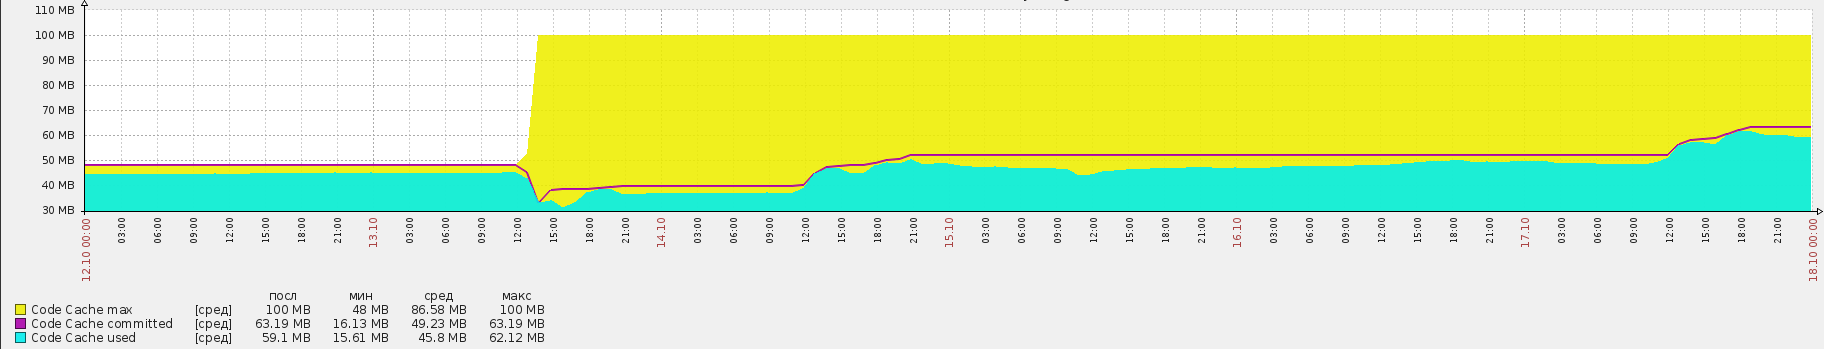 110 MB
100 MB
90 MB
80 MB
70 MB
60 MB
50 MB
40 MB
30 MB
12.10 00:00 03:00 06:00 09:00 12:00 15:00 18:00 21:00 13.10 03:00 06:00 09:00 12:00 15:00 18:00 21:00 14.10 03:00 06:00 09:00 12:00 15:00 18:00 21:00 15.10 03:00 06:00 09:00 12:00 15:00 18:00 21:00 16.10 03:00 06:00 09:00 12:00 15:00 18:00 21:00 17.10 03:00 06:00 09:00 12:00 15:00 18:00 21:00 18.10 00:00
посл мин сред макс
Code Cache max [сред] 100 MB 48 MB 86.58 MB 100 MB
Code Cache committed [сред] 63.19 MB 16.13 MB 49.23 MB 63.19 MB
Code Cache used [сред] 59.1 MB 15.61 MB 45.8 MB 62.12 MB